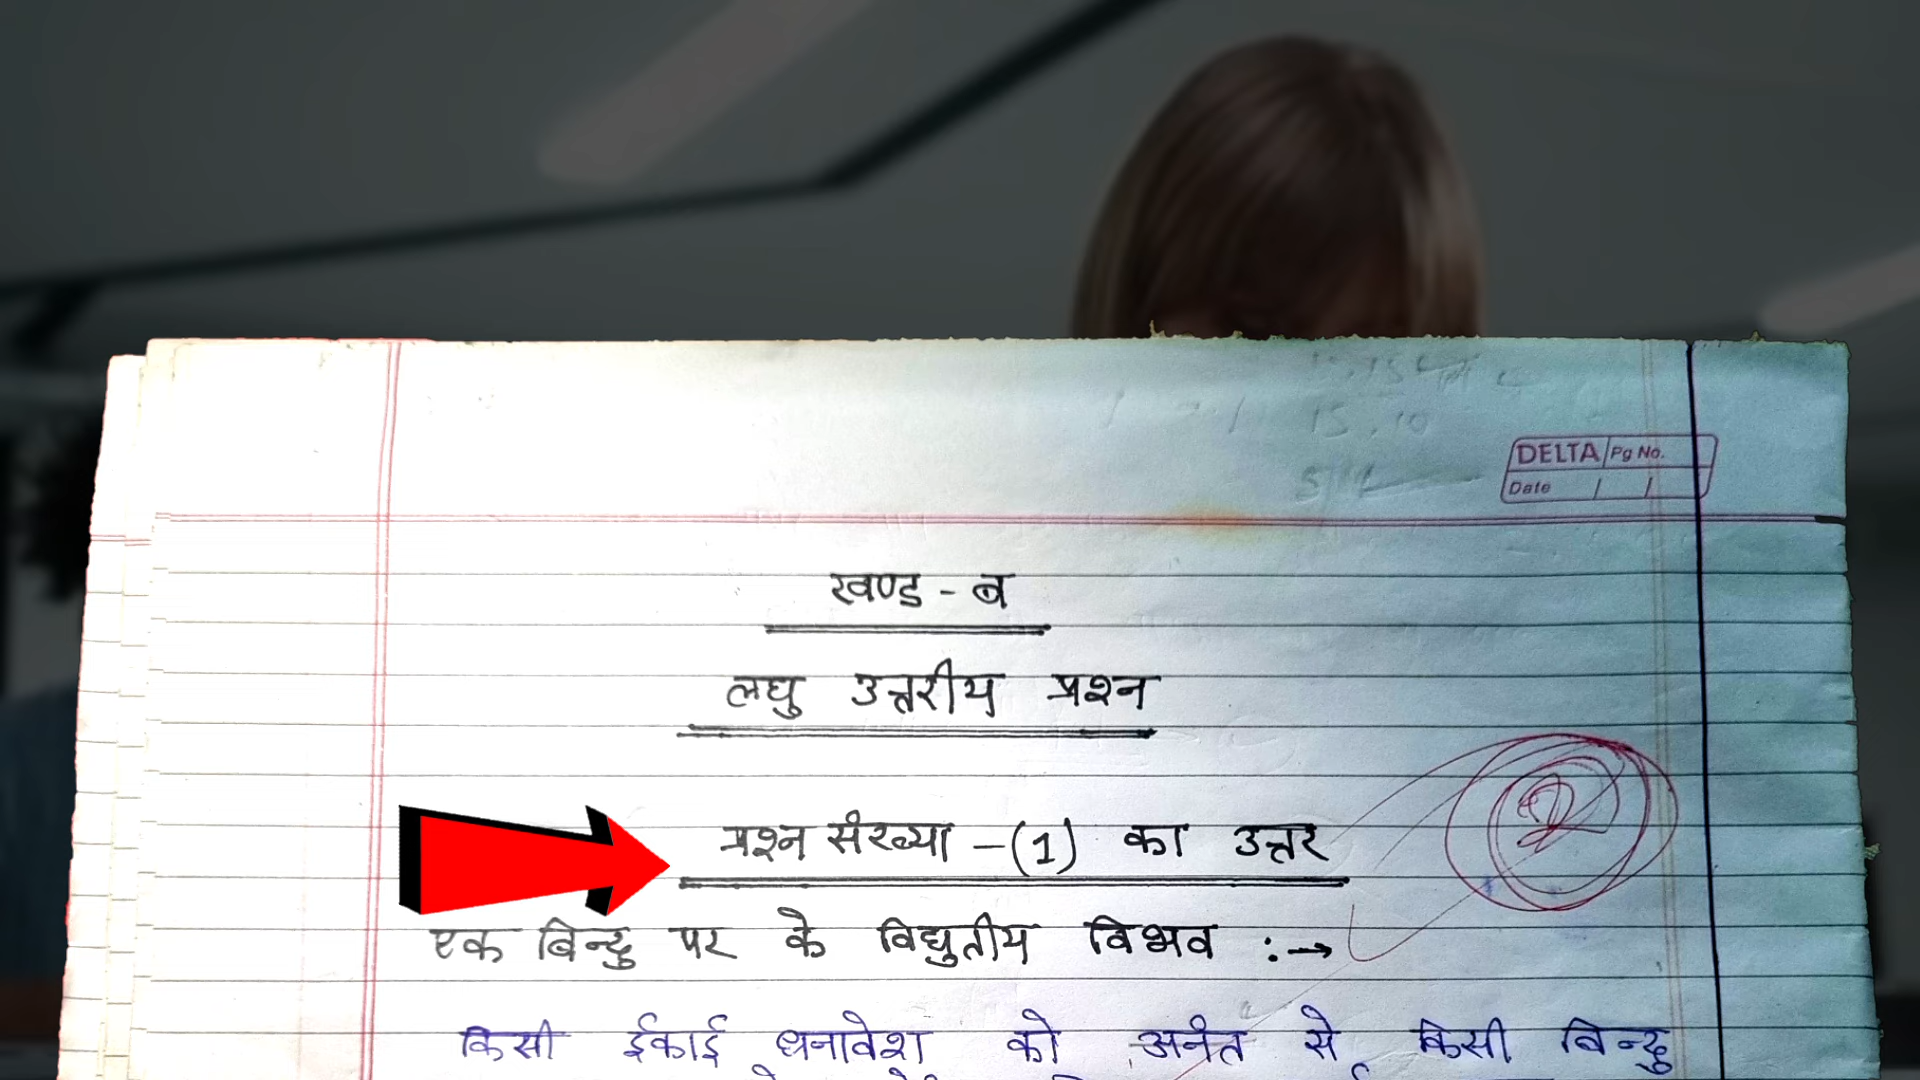 DELTA Pg No.
Date / /
खण्ड - ब
लघु उत्तरीय प्रश्न
2
प्रश्न संख्या -(1) का उत्तर
एक बिन्दु पर के विद्युतीय विभव :→
किसी ईकाई धनावेश को अनंत से किसी बिन्दु